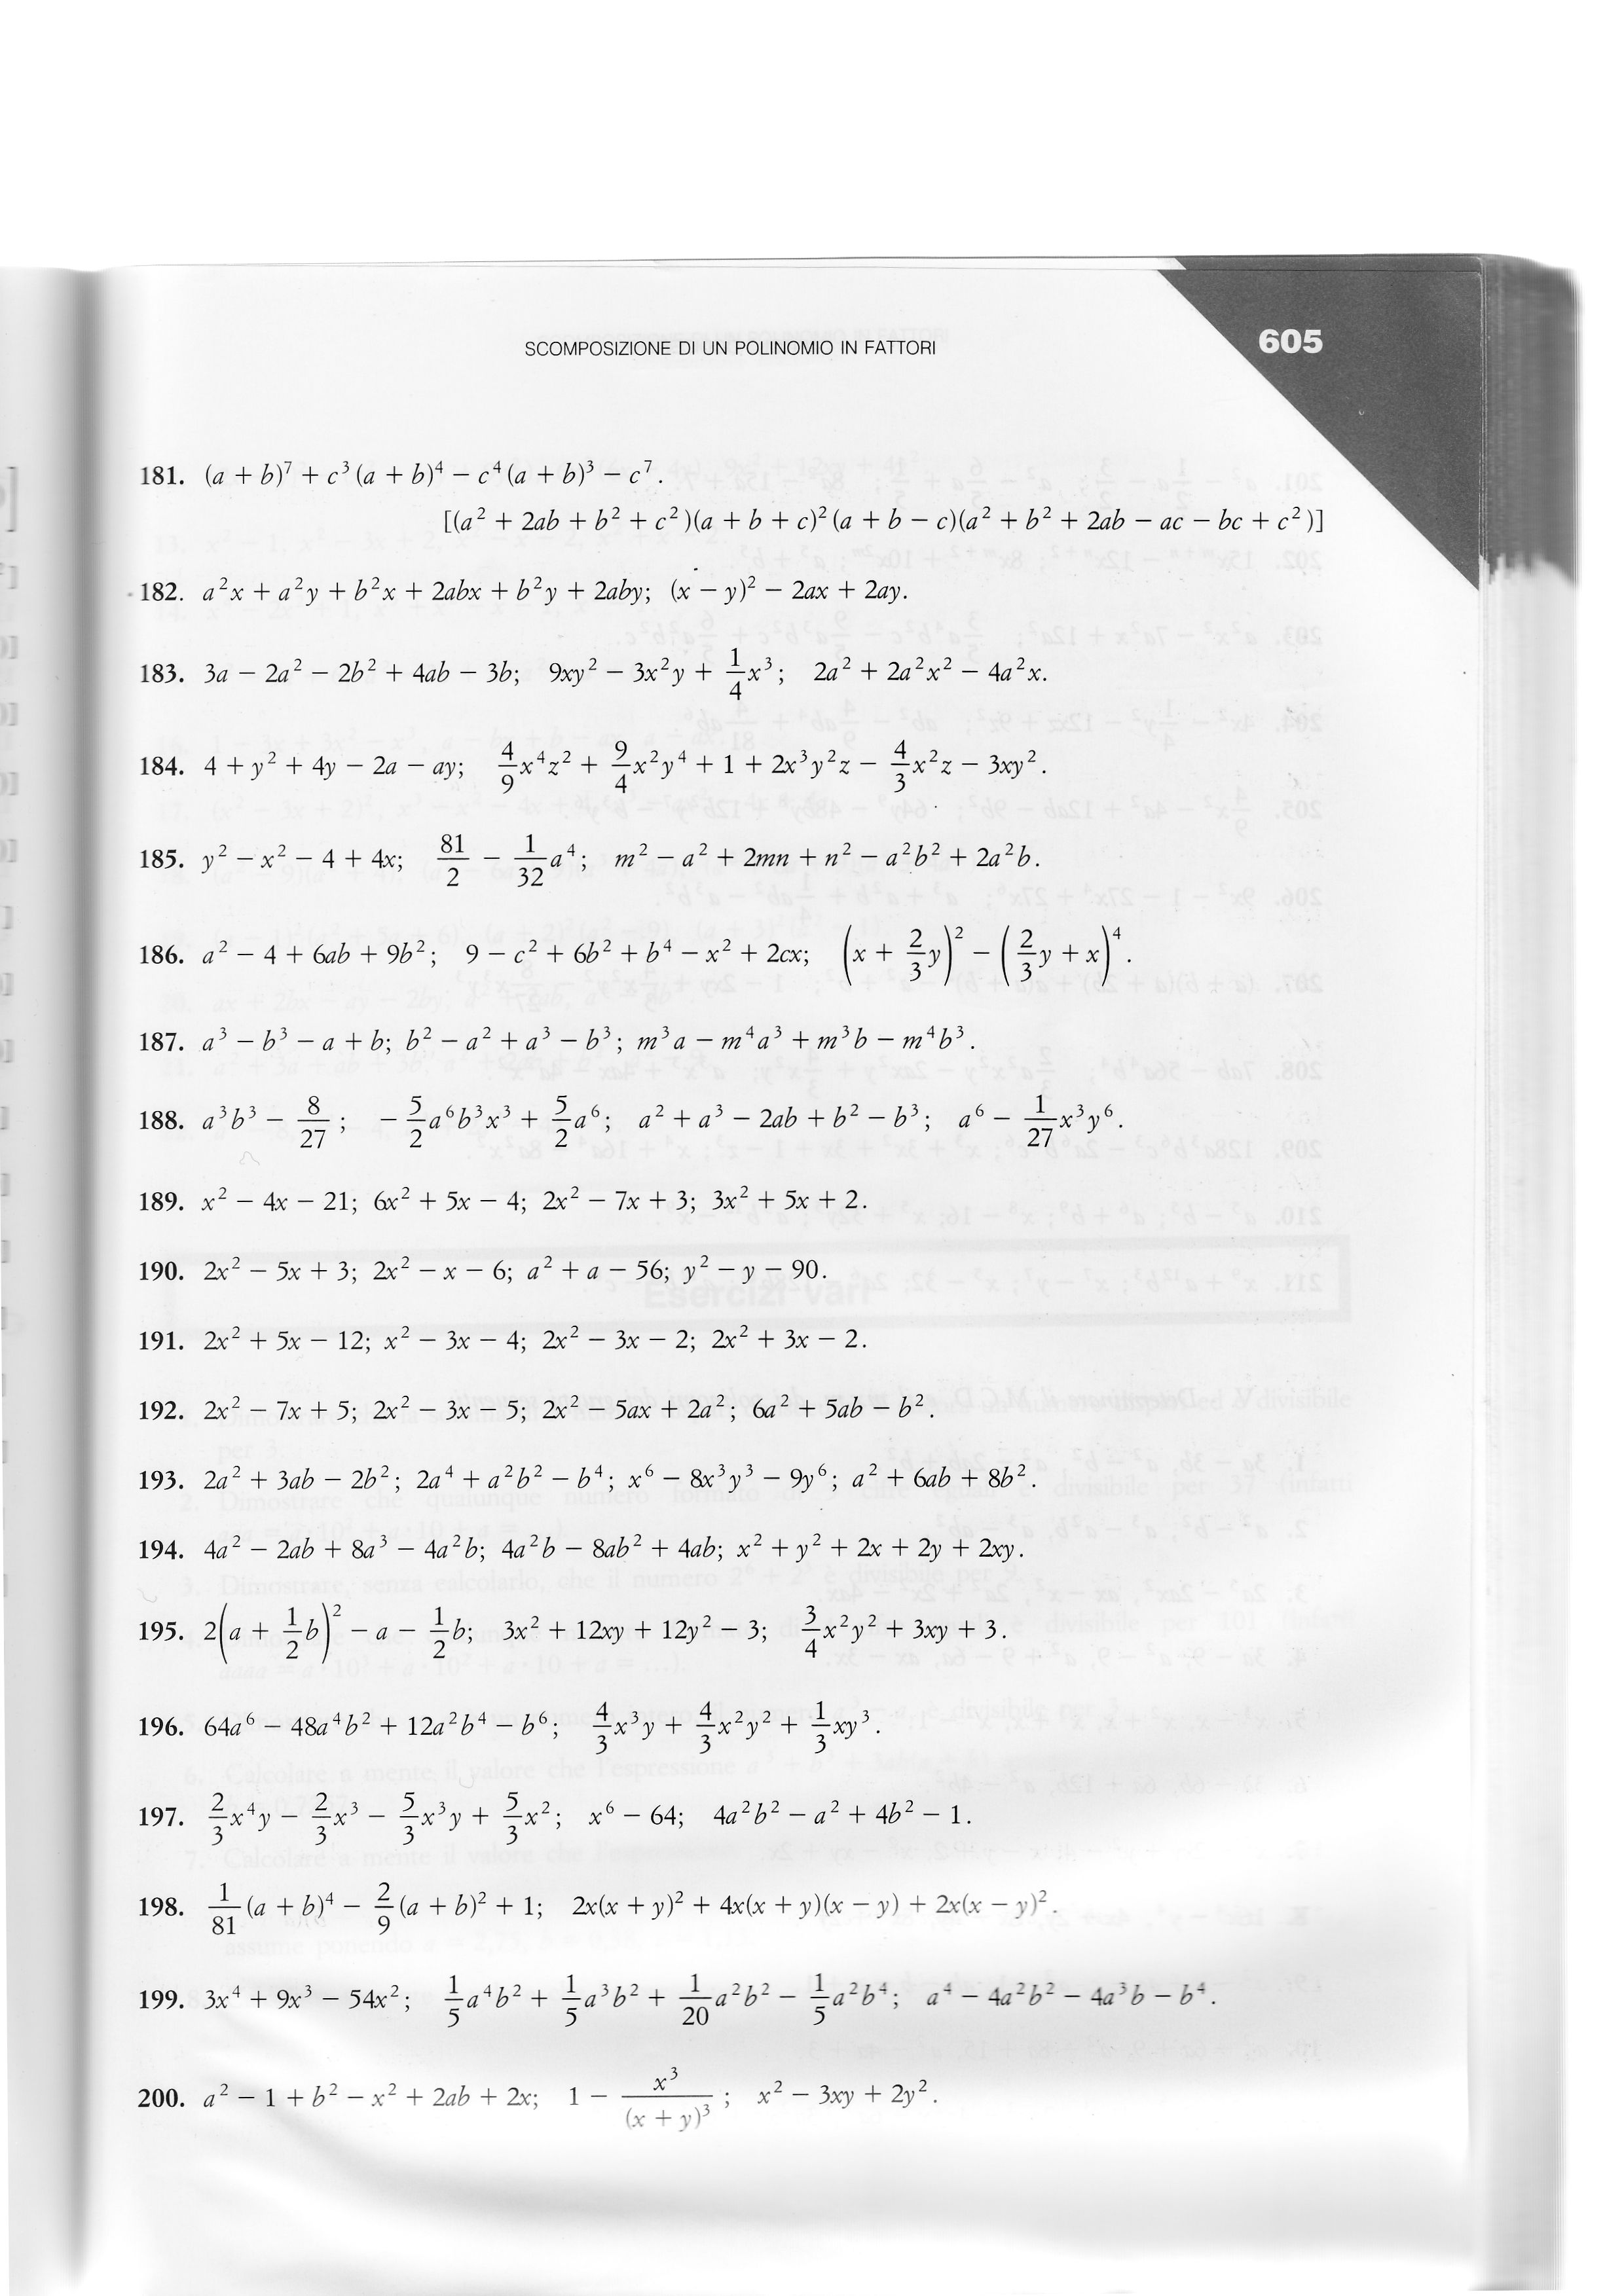 SCOMPOSIZIONE DI UN POLINOMIO IN FATTORI
605
181. (a + b)⁷ + c³(a + b)⁴ − c⁴(a + b)³ − c⁷.
[(a² + 2ab + b² + c²)(a + b + c)²(a + b − c)(a² + b² + 2ab − ac − bc + c²)]
182. a²x + a²y + b²x + 2abx + b²y + 2aby; (x − y)² − 2ax + 2ay.
183. 3a − 2a² − 2b² + 4ab − 3b; 9xy² − 3x²y + 1/4 x³; 2a² + 2a²x² − 4a²x.
184. 4 + y² + 4y − 2a − ay; 4/9 x⁴z² + 9/4 x²y⁴ + 1 + 2x³y²z − 4/3 x²z − 3xy².
185. y² − x² − 4 + 4x; 81/2 − 1/32 a⁴; m² − a² + 2mn + n² − a²b² + 2a²b.
186. a² − 4 + 6ab + 9b²; 9 − c² + 6b² + b⁴ − x² + 2cx; (x + 2/3 y)² − (2/3 y + x)⁴.
187. a³ − b³ − a + b; b² − a² + a³ − b³; m³a − m⁴a³ + m³b − m⁴b³.
188. a³b³ − 8/27; − 5/2 a⁶b³x³ + 5/2 a⁶; a² + a³ − 2ab + b² − b³; a⁶ − 1/27 x³y⁶.
189. x² − 4x − 21; 6x² + 5x − 4; 2x² − 7x + 3; 3x² + 5x + 2.
190. 2x² − 5x + 3; 2x² − x − 6; a² + a − 56; y² − y − 90.
191. 2x² + 5x − 12; x² − 3x − 4; 2x² − 3x − 2; 2x² + 3x − 2.
192. 2x² − 7x + 5; 2x² − 3x − 5; 2x² − 5ax + 2a²; 6a² + 5ab − b².
193. 2a² + 3ab − 2b²; 2a⁴ + a²b² − b⁴; x⁶ − 8x³y³ − 9y⁶; a² + 6ab + 8b².
194. 4a² − 2ab + 8a³ − 4a²b; 4a²b − 8ab² + 4ab; x² + y² + 2x + 2y + 2xy.
195. 2(a + 1/2 b)² − a − 1/2 b; 3x² + 12xy + 12y² − 3; 3/4 x²y² + 3xy + 3.
196. 64a⁶ − 48a⁴b² + 12a²b⁴ − b⁶; 4/3 x³y + 4/3 x²y² + 1/3 xy³.
197. 2/3 x⁴y − 2/3 x³ − 5/3 x³y + 5/3 x²; x⁶ − 64; 4a²b² − a² + 4b² − 1.
198. 1/81 (a + b)⁴ − 2/9 (a + b)² + 1; 2x(x + y)² + 4x(x + y)(x − y) + 2x(x − y)².
199. 3x⁴ + 9x³ − 54x²; 1/5 a⁴b² + 1/5 a³b² + 1/20 a²b² − 1/5 a²b⁴; a⁴ − 4a²b² − 4a³b − b⁴.
200. a² − 1 + b² − x² + 2ab + 2x; 1 − x³/(x + y)³; x² − 3xy + 2y².